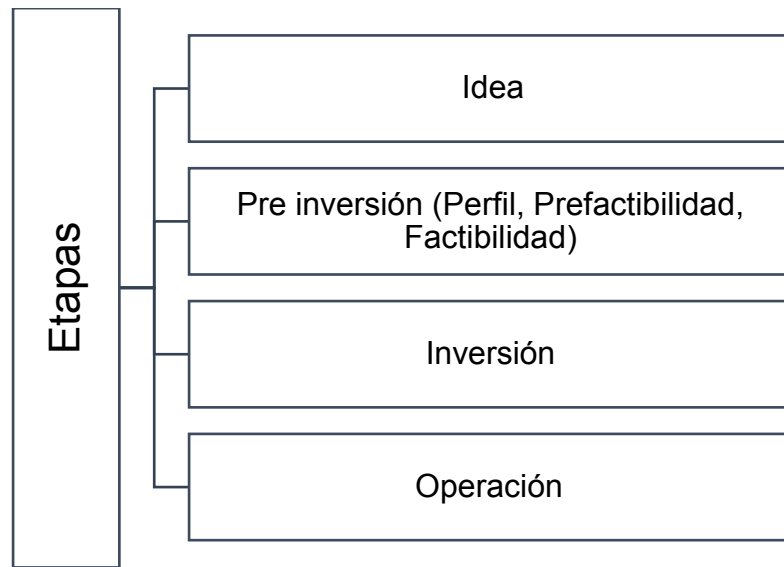 Etapas
Idea
Pre inversión (Perfil, Prefactibilidad,
Factibilidad)
Inversión
Operación